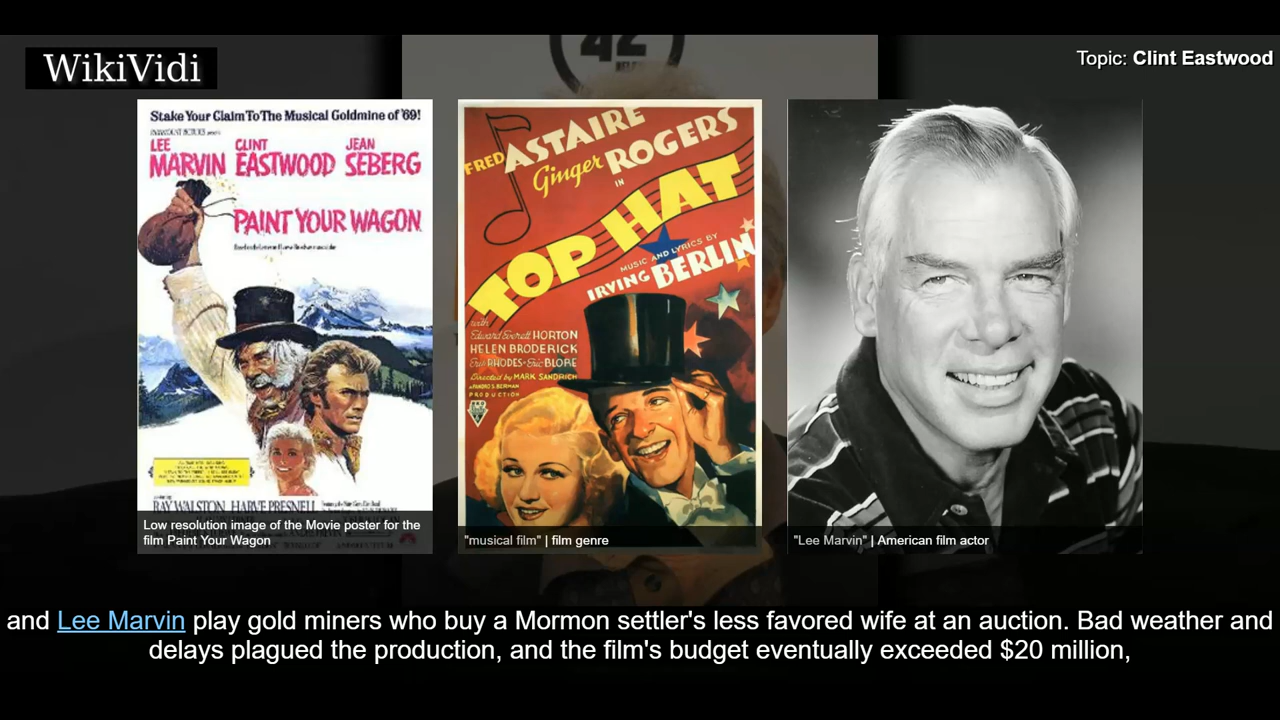 42
WikiVidi
Topic: Clint Eastwood
Stake Your Claim To The Musical Goldmine of '69!
PARAMOUNT PICTURES
LEE CLINT JEAN
MARVIN EASTWOOD SEBERG
PAINT YOUR WAGON
RAY WALSTON HARVE PRESNELL
Low resolution image of the Movie poster for the
film Paint Your Wagon
FRED ASTAIRE
Ginger ROGERS
IN
TOP HAT
MUSIC AND LYRICS BY
IRVING BERLIN
with
Edward Everett HORTON
HELEN BRODERICK
Erik RHODES - Eric BLORE
Directed by MARK SANDRICH
A PANDRO S. BERMAN
PRODUCTION
"musical film" | film genre
"Lee Marvin" | American film actor
and Lee Marvin play gold miners who buy a Mormon settler's less favored wife at an auction. Bad weather and
delays plagued the production, and the film's budget eventually exceeded $20 million,